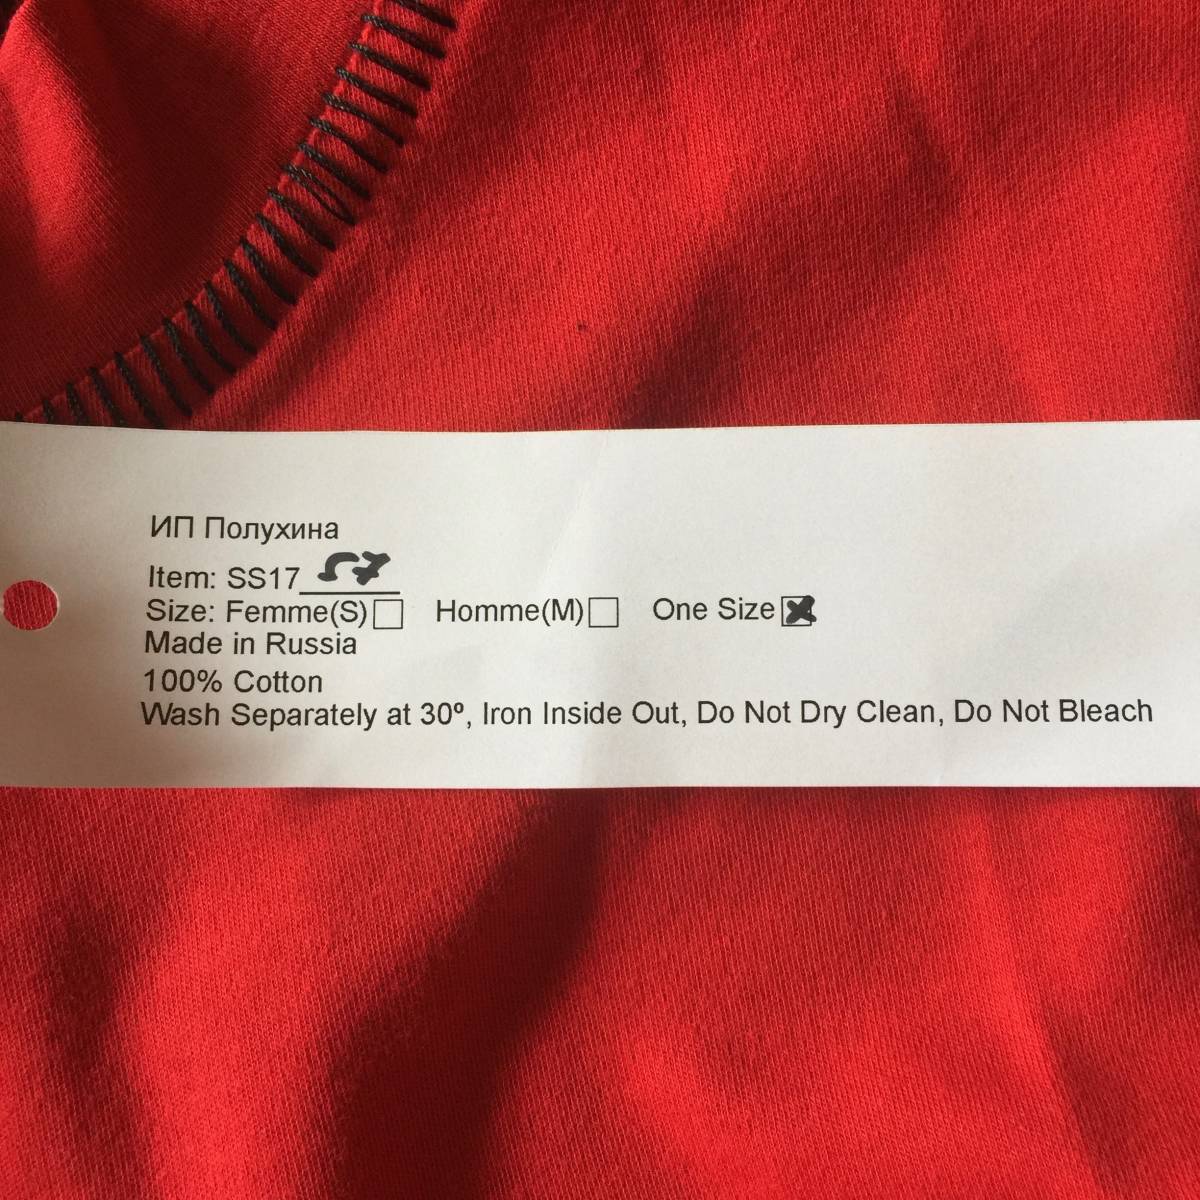 ИП Полухина
Item: SS17 57
Size: Femme(S)☐ Homme(M)☐ One Size☒
Made in Russia
100% Cotton
Wash Separately at 30º, Iron Inside Out, Do Not Dry Clean, Do Not Bleach